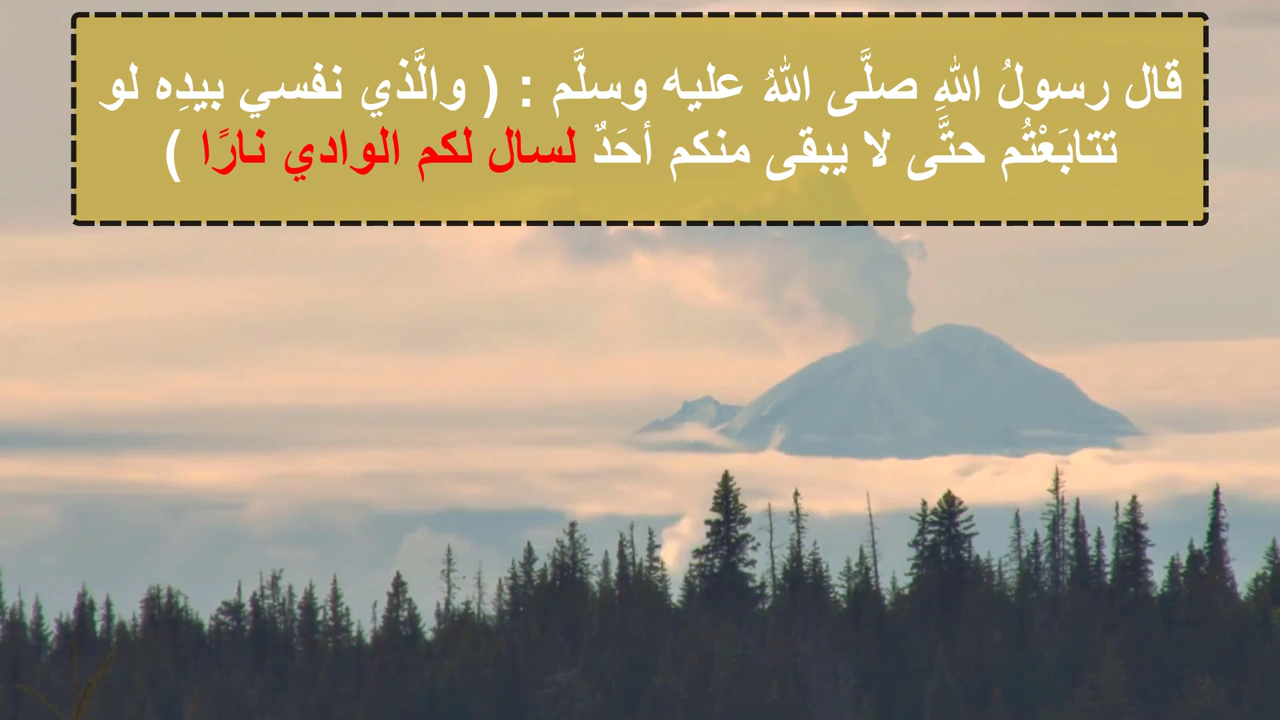 قال رسولُ اللهِ صلَّى اللهُ عليه وسلَّم : ( والَّذي نفسي بيدِه لو
تتابَعْتُم حتَّى لا يبقى منكم أحَدٌ لسال لكم الوادي نارًا )